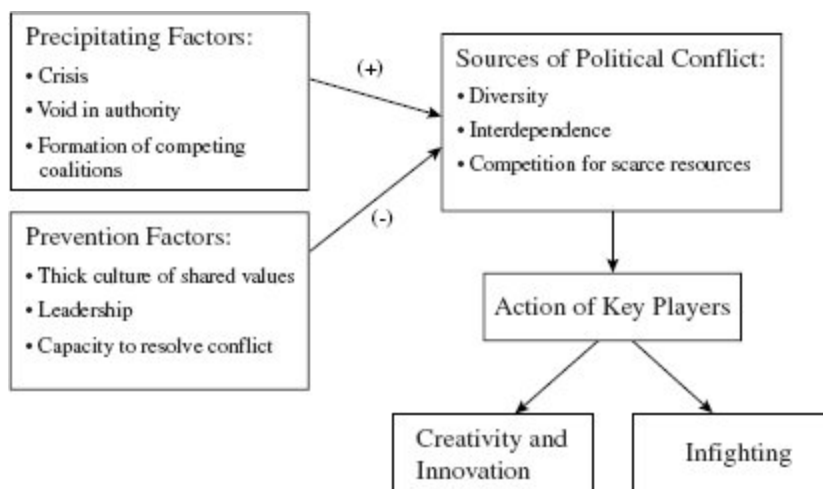 Precipitating Factors:
• Crisis
• Void in authority
• Formation of competing
coalitions
(+)
Sources of Political Conflict:
• Diversity
• Interdependence
• Competition for scarce resources
Prevention Factors:
• Thick culture of shared values
• Leadership
• Capacity to resolve conflict
(-)
Action of Key Players
Creativity and
Innovation
Infighting